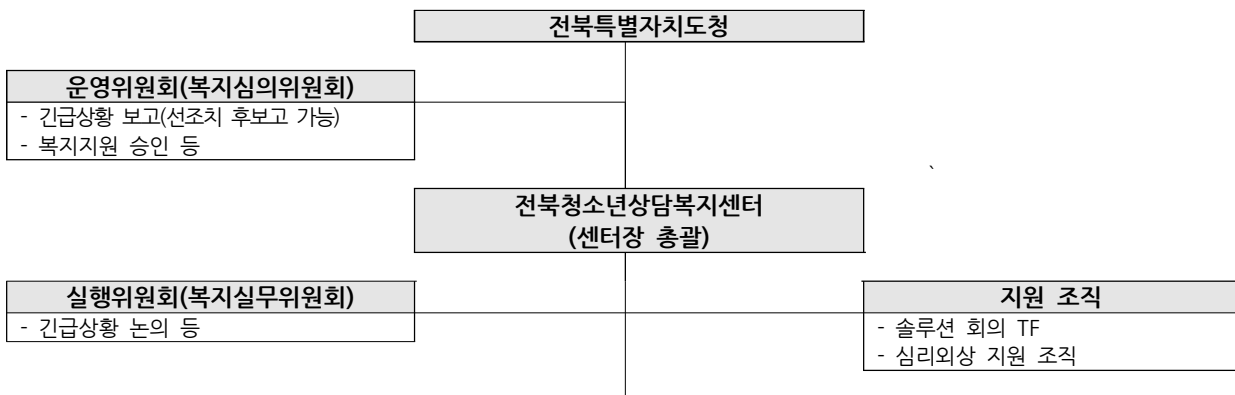 전북특별자치도청
운영위원회(복지심의위원회)
- 긴급상황 보고(선조치 후보고 가능)
- 복지지원 승인 등
`
전북청소년상담복지센터
(센터장 총괄)
실행위원회(복지실무위원회)
- 긴급상황 논의 등
지원 조직
- 솔루션 회의 TF
- 심리외상 지원 조직